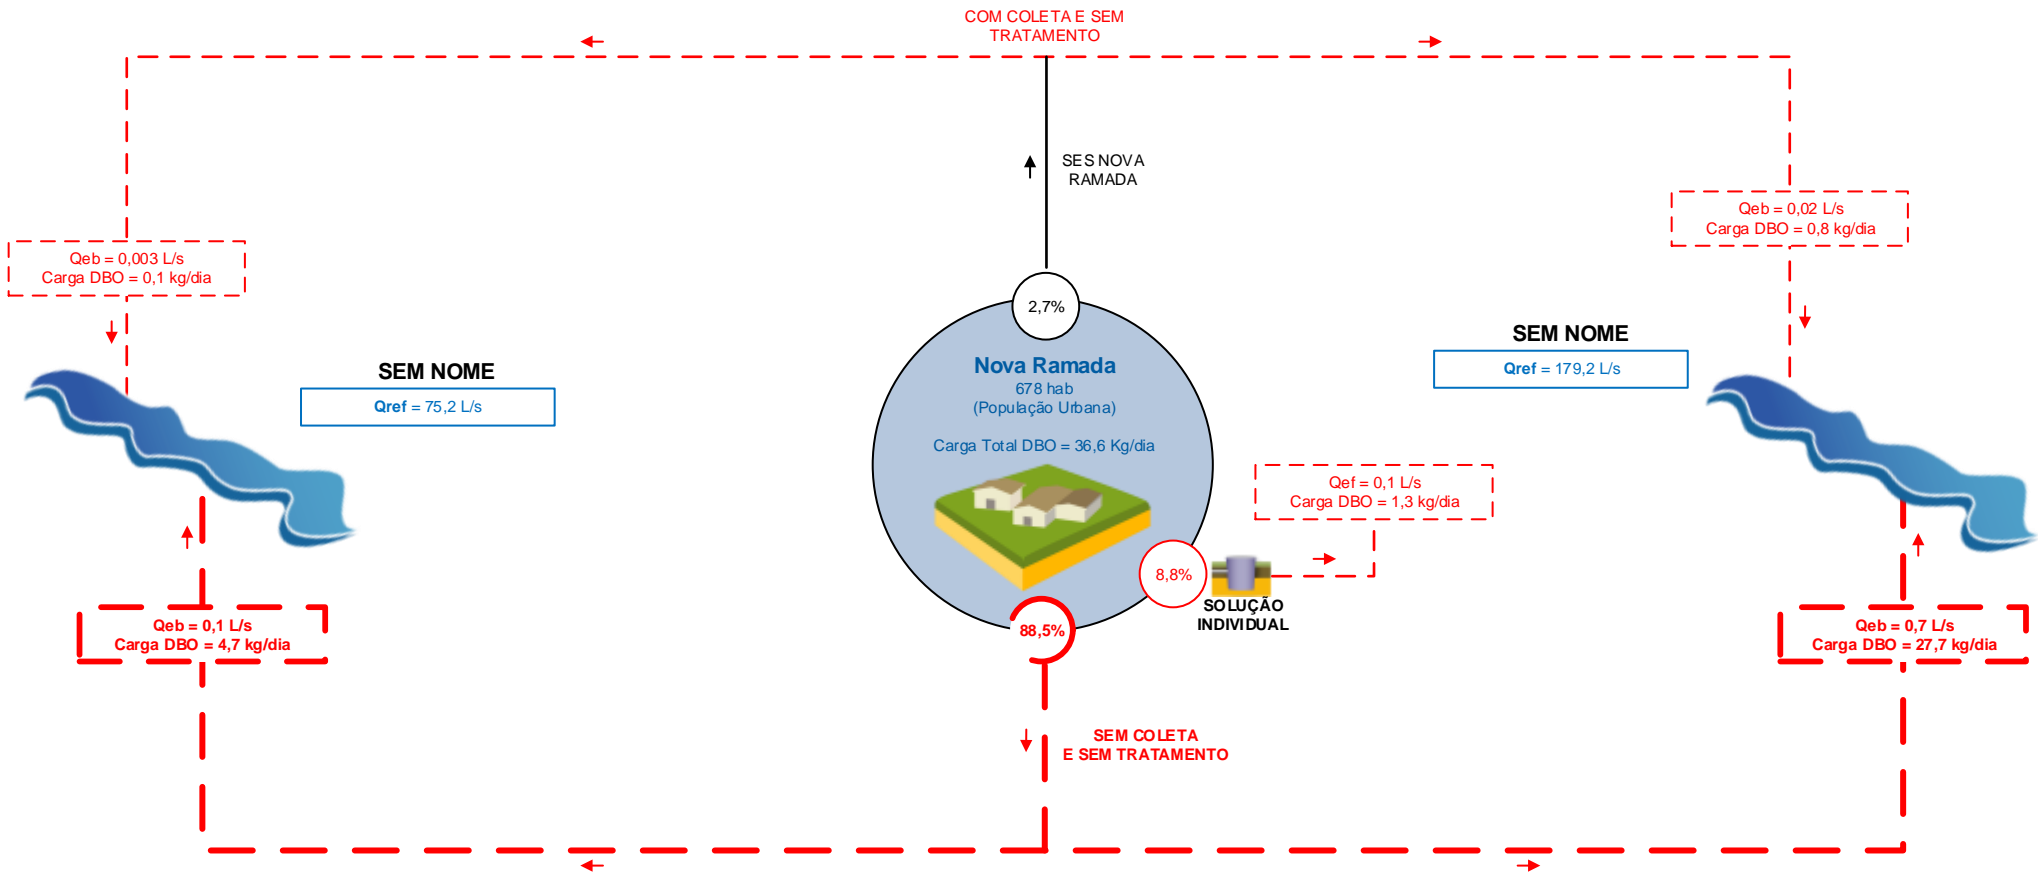 COM COLETA E SEM
TRATAMENTO
SES NOVA
RAMADA
Qeb = 0,02 L/s
Carga DBO = 0,8 kg/dia
Qeb = 0,003 L/s
Carga DBO = 0,1 kg/dia
2,7%
SEM NOME
Qref = 179,2 L/s
SEM NOME
Qref = 75,2 L/s
Nova Ramada
678 hab
(População Urbana)
Carga Total DBO = 36,6 Kg/dia
Qef = 0,1 L/s
Carga DBO = 1,3 kg/dia
8,8%
SOLUÇÃO
INDIVIDUAL
88,5%
Qeb = 0,1 L/s
Carga DBO = 4,7 kg/dia
Qeb = 0,7 L/s
Carga DBO = 27,7 kg/dia
SEM COLETA
E SEM TRATAMENTO